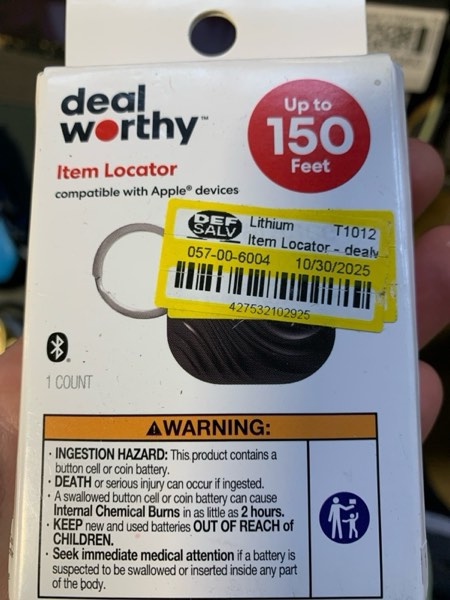 deal
worthy™
Up to
150
Feet
Item Locator
compatible with Apple® devices
DEF
SALV
Lithium T1012
Item Locator - dealw
057-00-6004 10/30/2025
427532102925
1 COUNT
⚠WARNING:
· INGESTION HAZARD: This product contains a
button cell or coin battery.
· DEATH or serious injury can occur if ingested.
· A swallowed button cell or coin battery can cause
Internal Chemical Burns in as little as 2 hours.
· KEEP new and used batteries OUT OF REACH of
CHILDREN.
· Seek immediate medical attention if a battery is
suspected to be swallowed or inserted inside any part
of the body.